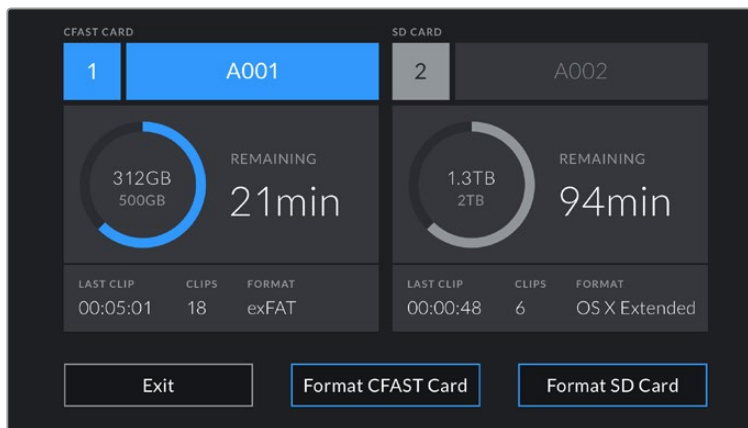 CFAST CARD
1 A001
312GB
500GB
REMAINING
21min
LAST CLIP CLIPS FORMAT
00:05:01 18 exFAT
SD CARD
2 A002
1.3TB
2TB
REMAINING
94min
LAST CLIP CLIPS FORMAT
00:00:48 6 OS X Extended
Exit Format CFAST Card Format SD Card